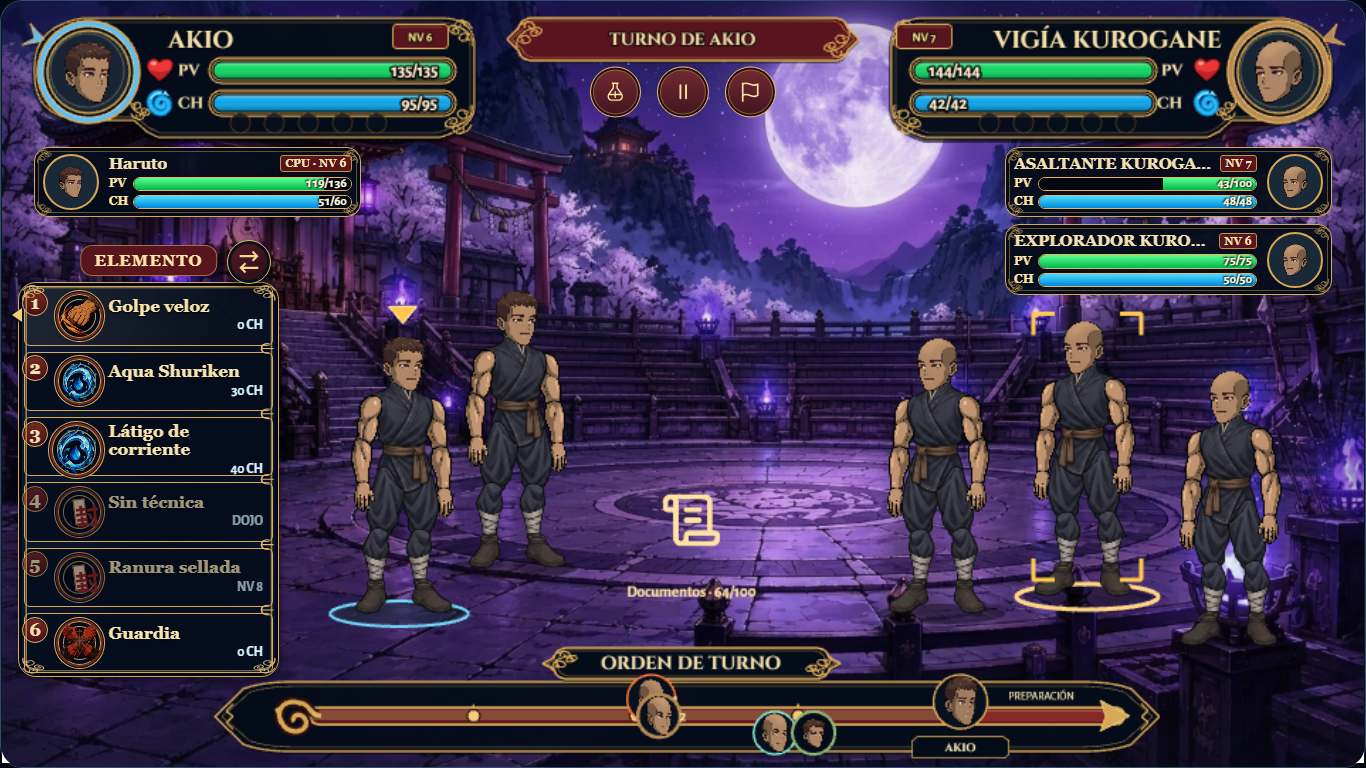 AKIO
NV 6
PV
135/135
CH
95/95
TURNO DE AKIO
NV 7
VIGÍA KUROGANE
144/144
PV
42/42
CH
Haruto
CPU - NV 6
PV
119/136
CH
51/60
ASALTANTE KUROGA...
NV 7
PV
43/100
CH
48/48
EXPLORADOR KURO...
NV 6
PV
75/75
CH
50/50
ELEMENTO
1
Golpe veloz
0 CH
2
Aqua Shuriken
30 CH
3
Látigo de
corriente
40 CH
4
Sin técnica
DOJO
5
Ranura sellada
NV 8
6
Guardia
0 CH
Documentos · 64/100
ORDEN DE TURNO
2
PREPARACIÓN
AKIO